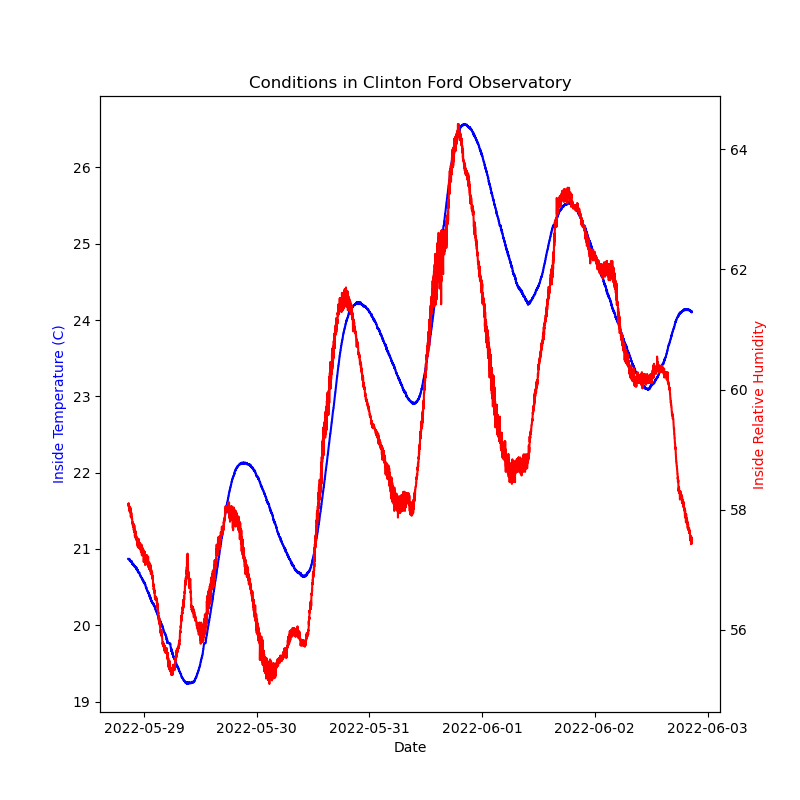 Conditions in Clinton Ford Observatory
26
25
24
23
22
21
20
19
Inside Temperature (C)
64
62
60
58
56
Inside Relative Humidity
2022-05-29 2022-05-30 2022-05-31 2022-06-01 2022-06-02 2022-06-03
Date